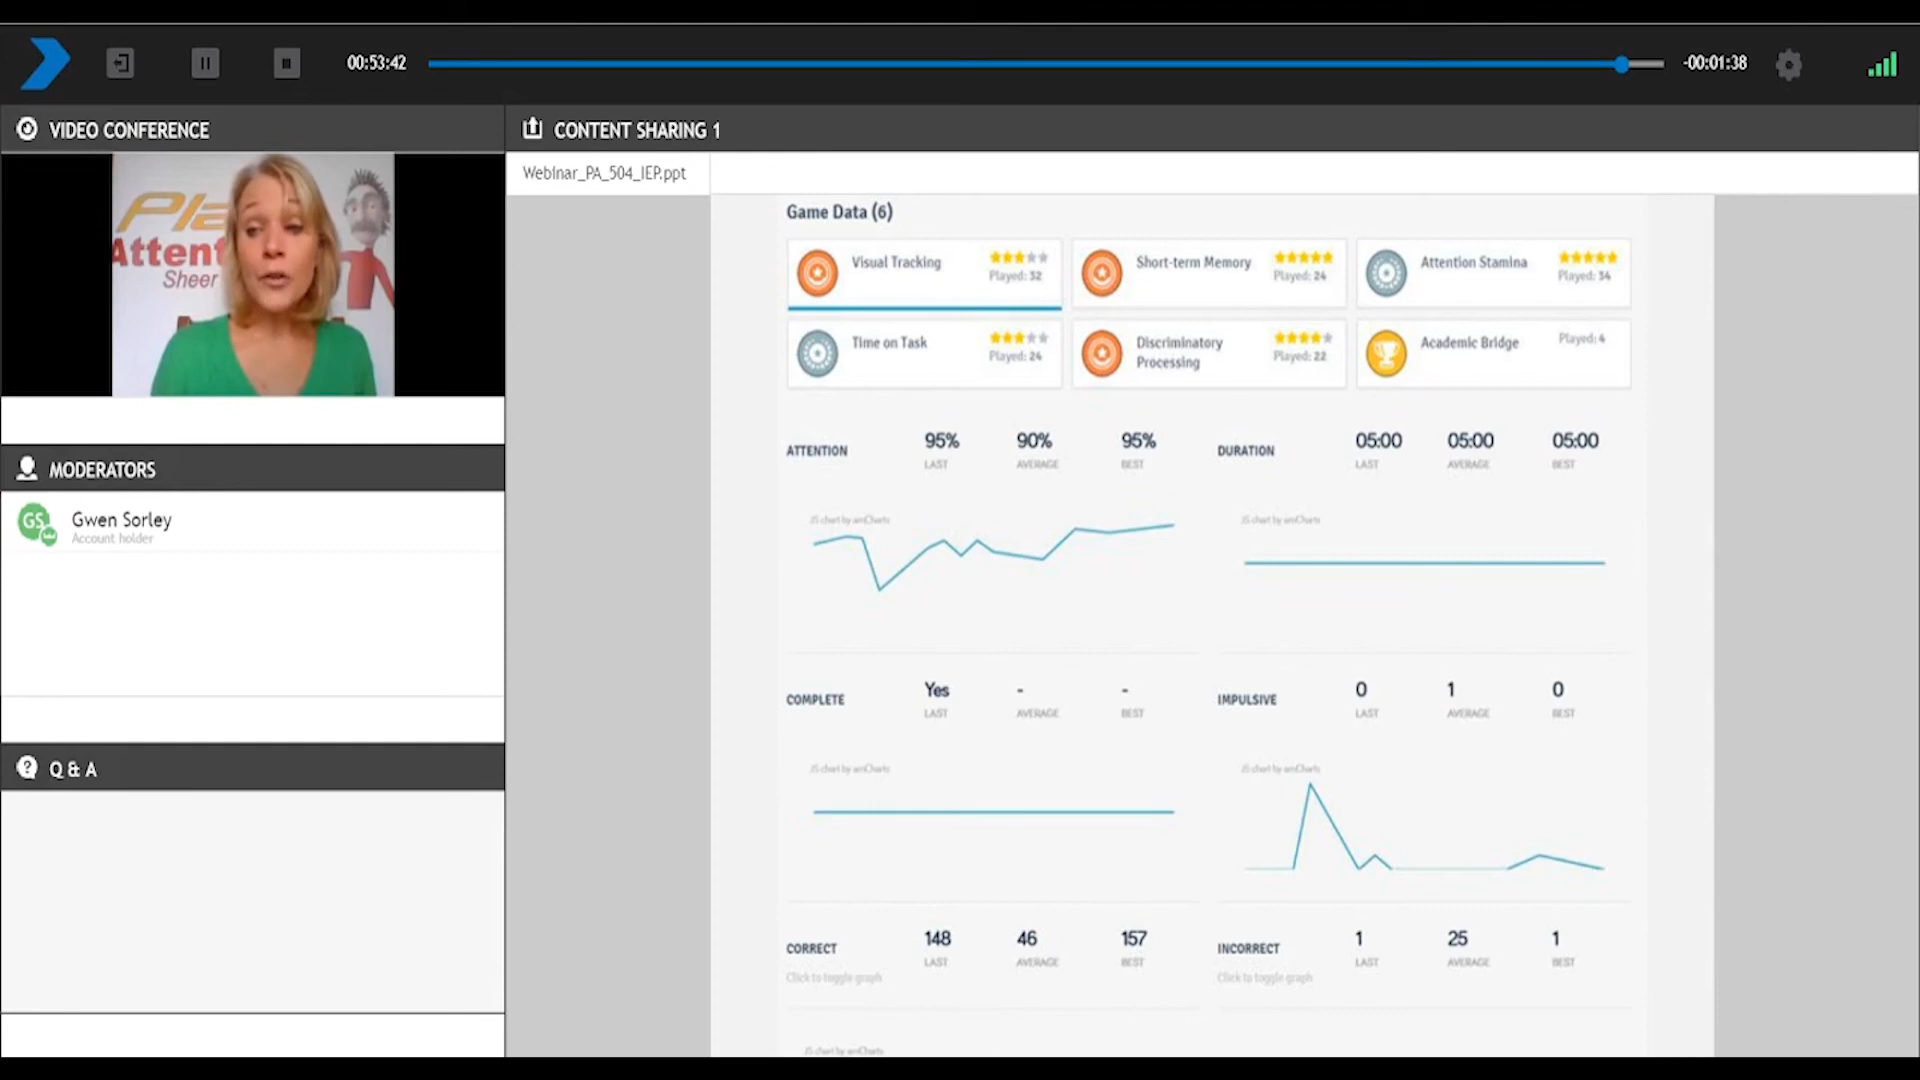 00:53:42
-00:01:38
VIDEO CONFERENCE
Pla
Attent
Sheer
MODERATORS
GS
Gwen Sorley
Account holder
Q & A
CONTENT SHARING 1
Webinar_PA_504_IEP.ppt
Game Data (6)
Visual Tracking
Played: 32
Short-term Memory
Played: 24
Attention Stamina
Played: 34
Time on Task
Played: 24
Discriminatory
Processing
Played: 22
Academic Bridge
Played: 4
ATTENTION
95% 90% 95%
LAST AVERAGE BEST
DURATION
05:00 05:00 05:00
LAST AVERAGE BEST
JS chart by amCharts
JS chart by amCharts
COMPLETE
Yes - -
LAST AVERAGE BEST
IMPULSIVE
0 1 0
LAST AVERAGE BEST
JS chart by amCharts
JS chart by amCharts
CORRECT
148 46 157
LAST AVERAGE BEST
Click to toggle graph
INCORRECT
1 25 1
LAST AVERAGE BEST
Click to toggle graph
JS chart by amCharts